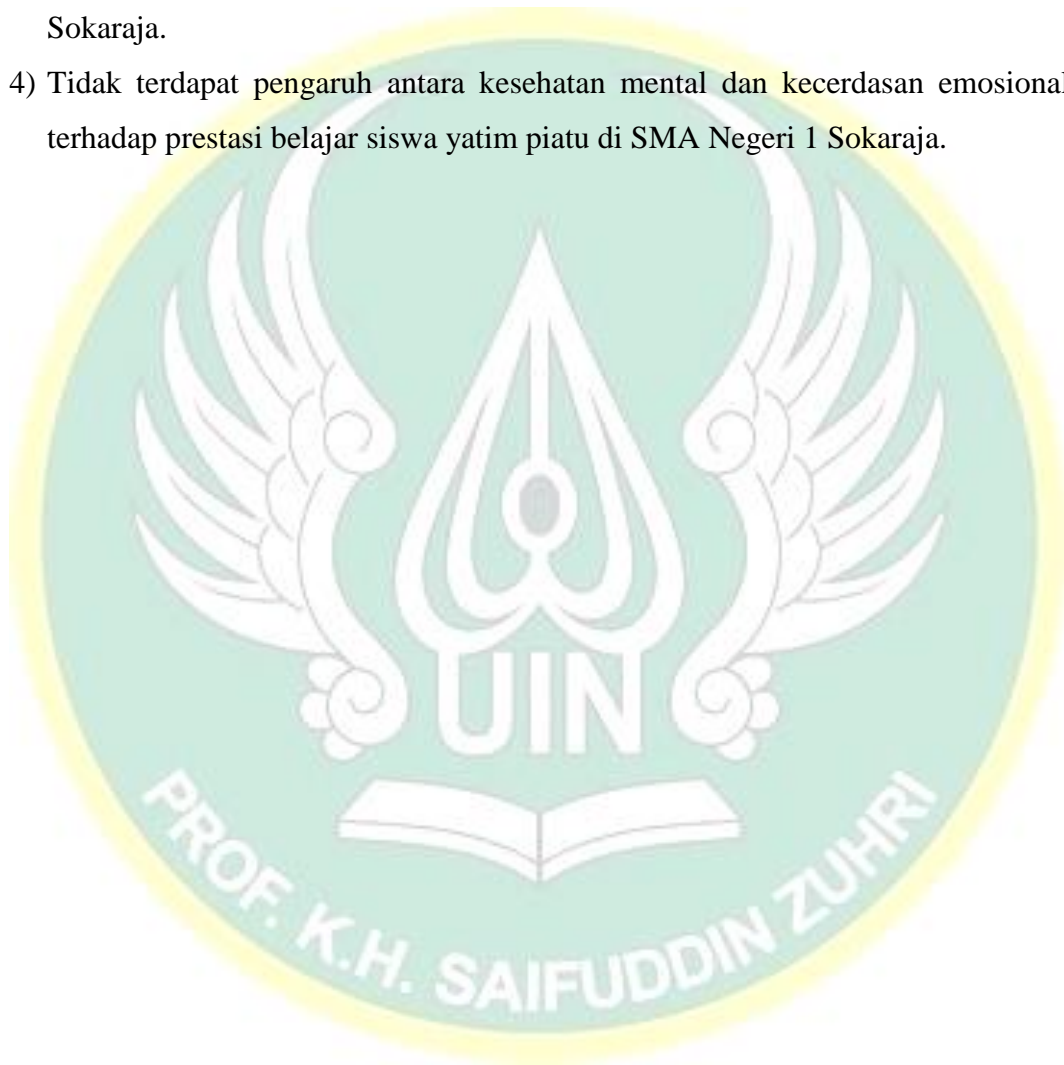 Sokaraja.
4) Tidak terdapat pengaruh antara kesehatan mental dan kecerdasan emosional
terhadap prestasi belajar siswa yatim piatu di SMA Negeri 1 Sokaraja.
UIN
PROF. K.H. SAIFUDDIN ZUHRI